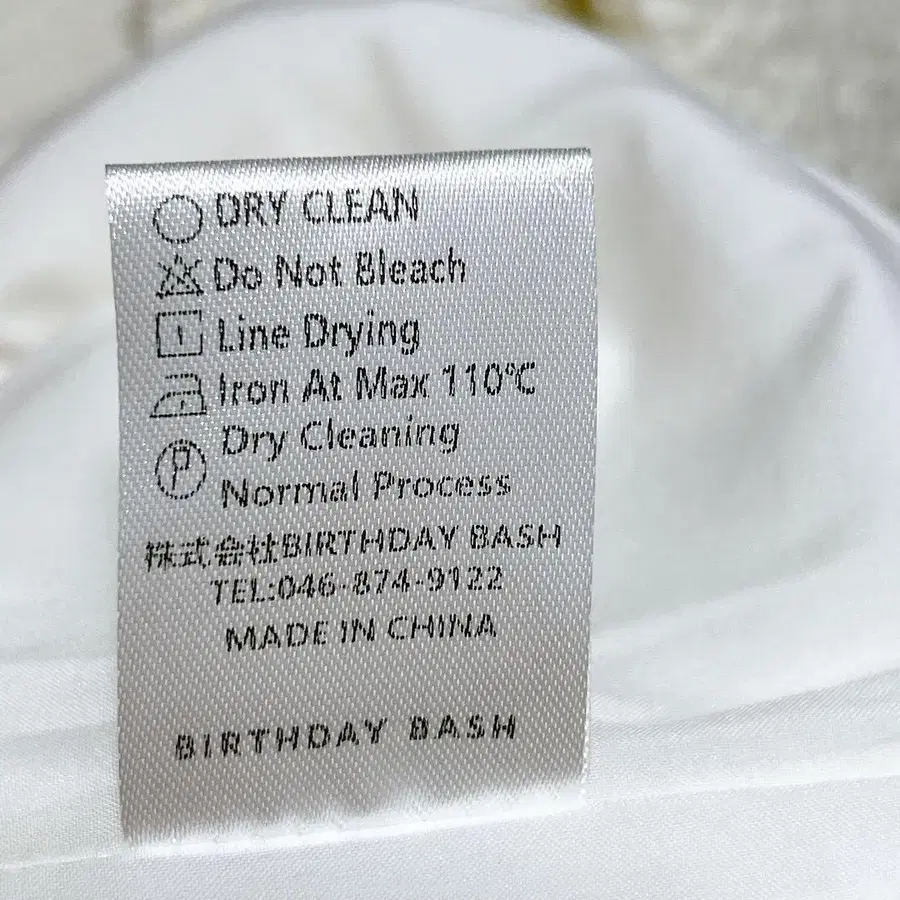 DRY CLEAN
Do Not Bleach
Line Drying
Iron At Max 110℃
P Dry Cleaning
Normal Process
株式会社BIRTHDAY BASH
TEL:046-874-9122
MADE IN CHINA
BIRTHDAY BASH